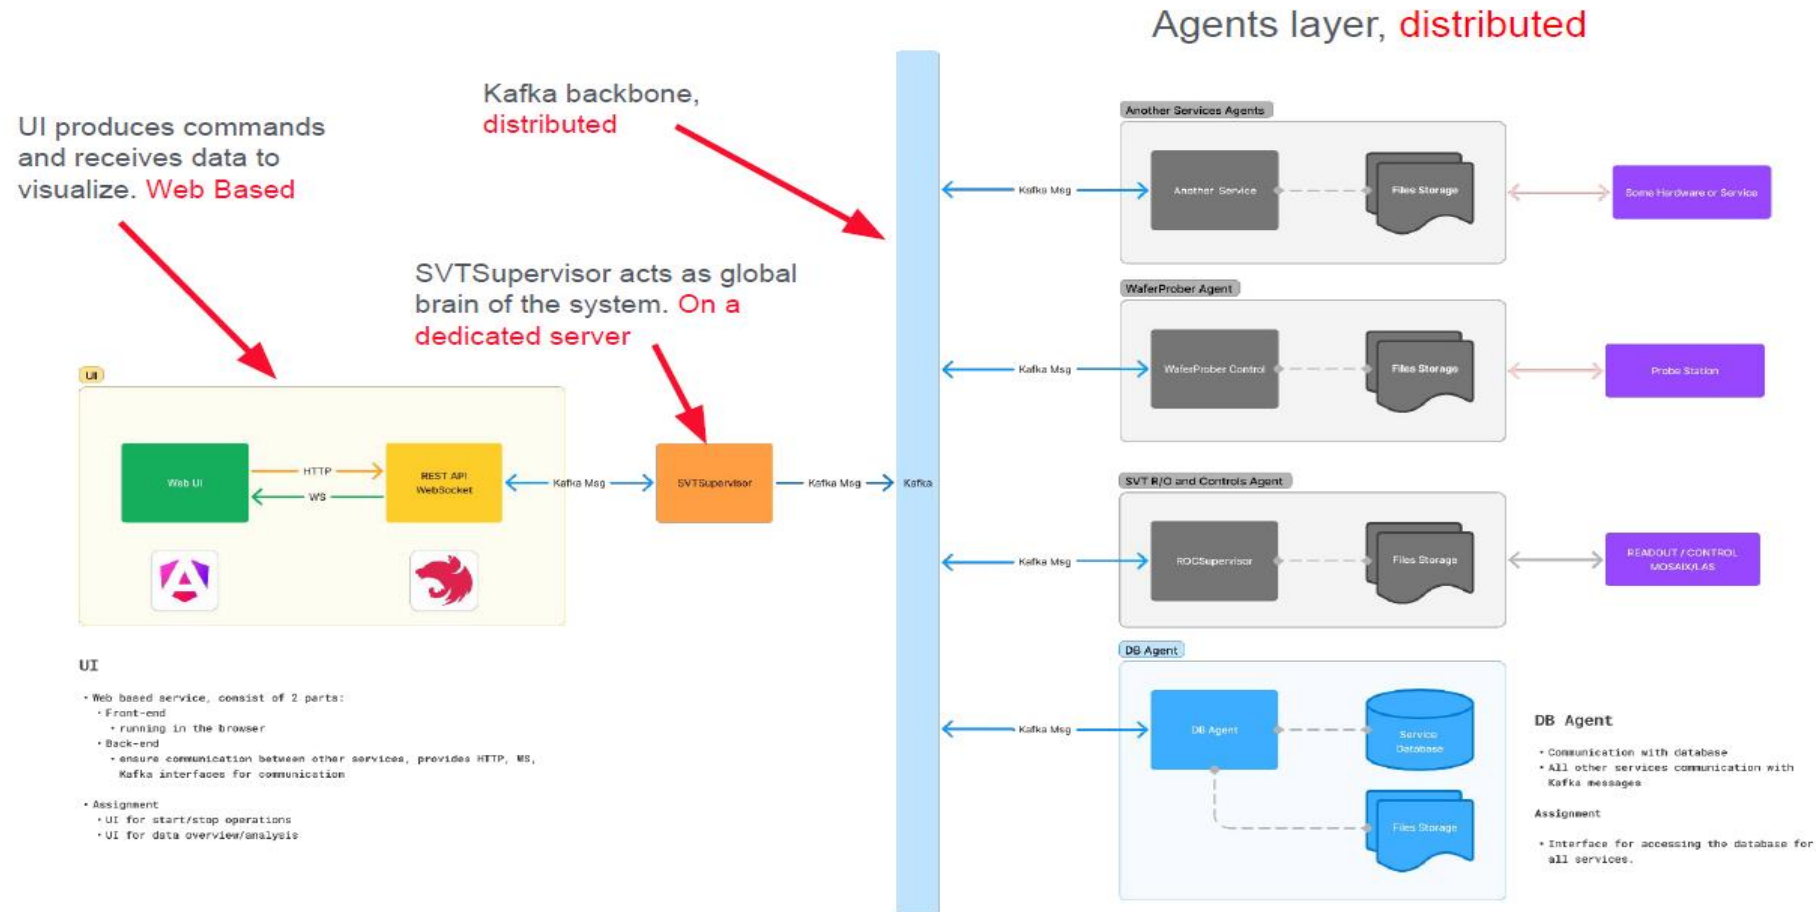 Agents layer, distributed
Kafka backbone,
distributed
UI produces commands
and receives data to
visualize. Web Based
SVTSupervisor acts as global
brain of the system. On a
dedicated server
UI
Web UI
HTTP
WS
REST API
WebSocket
Kafka Msg
SVTSupervisor
Kafka Msg
Kafka
Another Services Agents
Kafka Msg
Another Service
Files Storage
Some Hardware or Service
WaferProber Agent
Kafka Msg
WaferProber Control
Files Storage
Probe Station
SVT R/O and Controls Agent
Kafka Msg
ROCSupervisor
Files Storage
READOUT / CONTROL
MOSAIX/LAS
DB Agent
Kafka Msg
DB Agent
Service
Database
Files Storage
UI
• Web based service, consist of 2 parts:
• Front-end
• running in the browser
• Back-end
• ensure communication between other services, provides HTTP, WS,
Kafka interfaces for communication
• Assignment
• UI for start/stop operations
• UI for data overview/analysis
DB Agent
• Communication with database
• All other services communication with
Kafka messages
Assignment
• Interface for accessing the database for
all services.